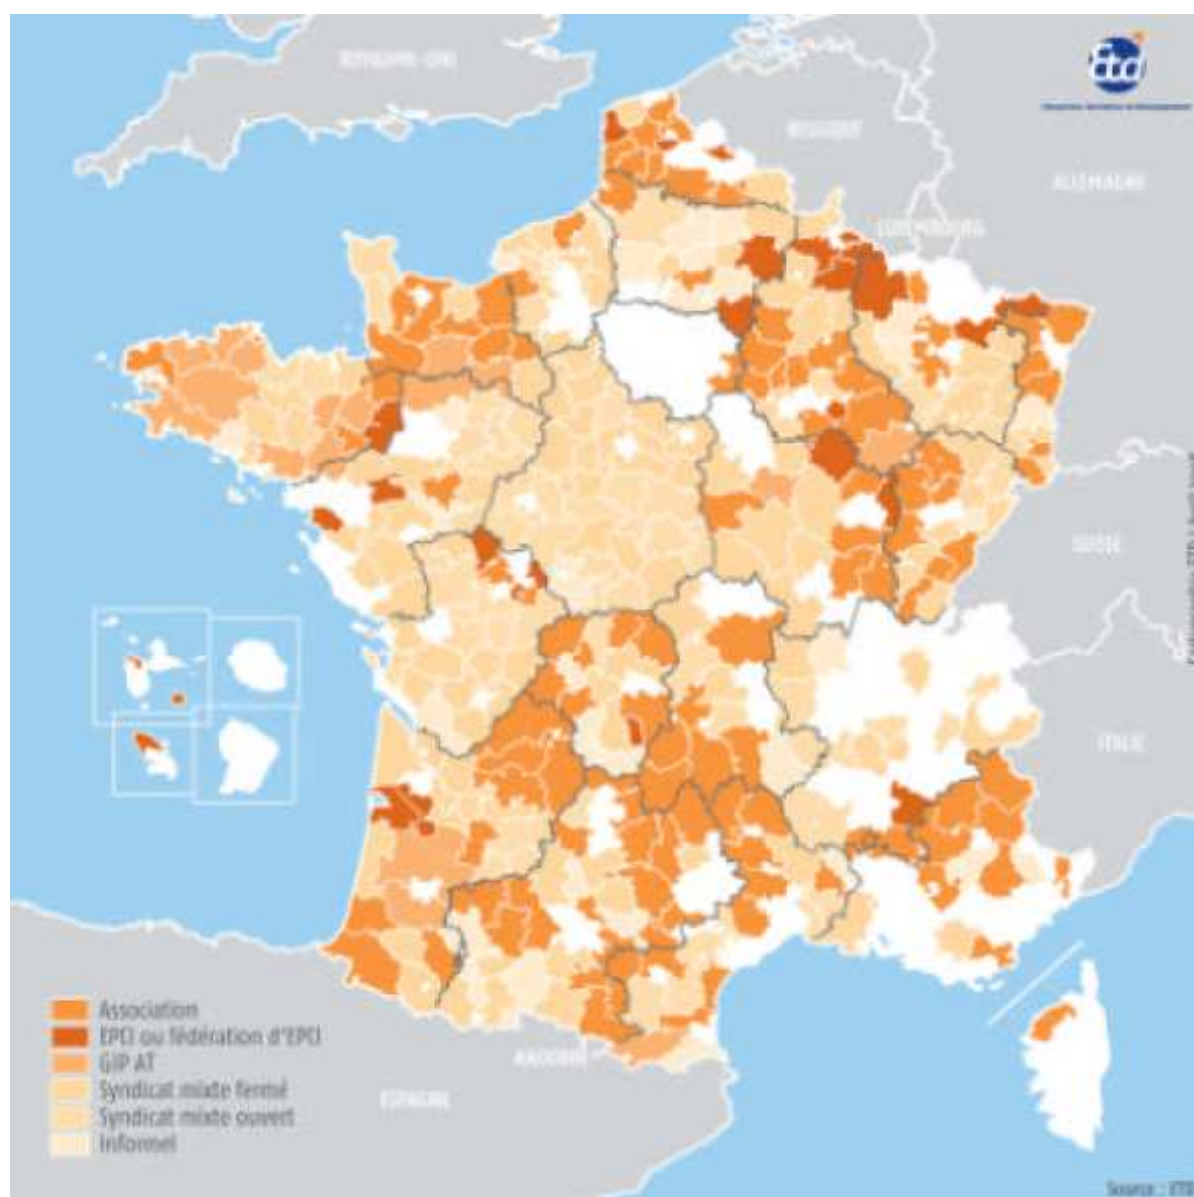 ROYAUME-UNI
Etd
BELGIQUE
ALLEMAGNE
LUXEMBOURG
SUISSE
ITALIE
Association
EPCI ou fédération d'EPCI
GIP AT
Syndicat mixte fermé
Syndicat mixte ouvert
Informel
ANDORRE
ESPAGNE
Source : ETD